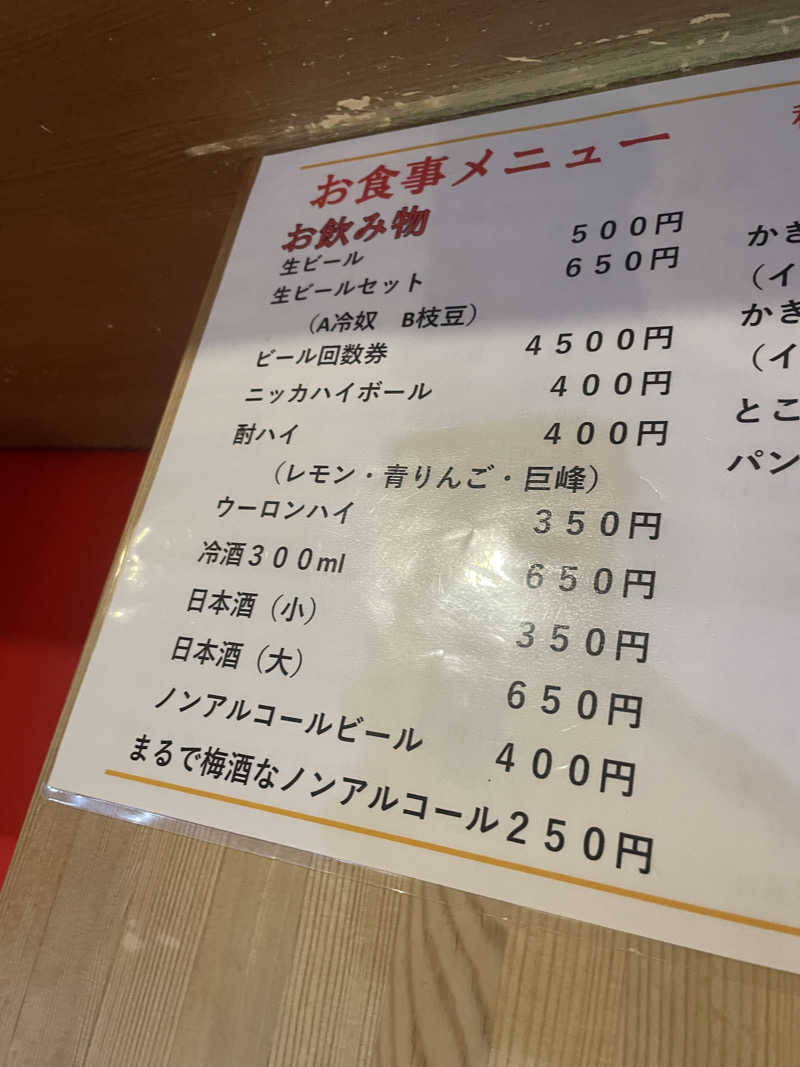 お食事メニュー
お飲み物
生ビール ５００円
生ビールセット ６５０円
（A冷奴　B枝豆）
ビール回数券 ４５００円
ニッカハイボール ４００円
酎ハイ ４００円
（レモン・青りんご・巨峰）
ウーロンハイ ３５０円
冷酒３００ml ６５０円
日本酒（小） ３５０円
日本酒（大） ６５０円
ノンアルコールビール ４００円
まるで梅酒なノンアルコール２５０円
かき
（イ
かき
（イ
とこ
パン